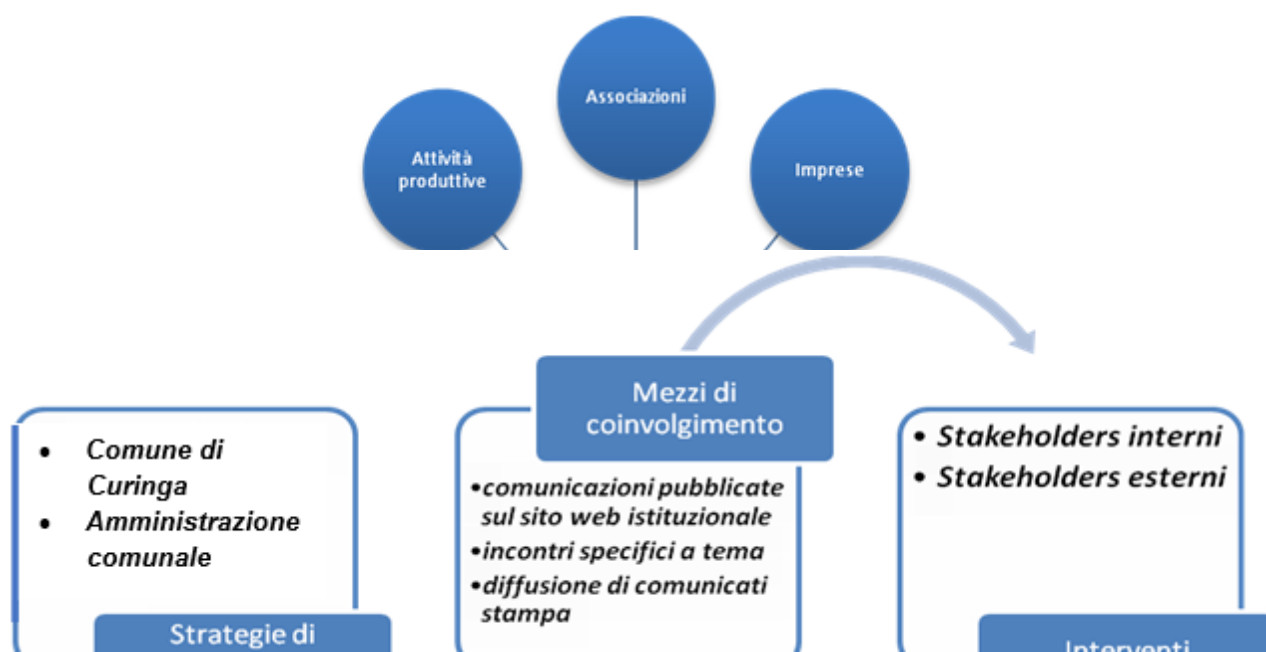 Associazioni
Attività
produttive
Imprese
• Comune di
Curinga
• Amministrazione
comunale
Strategie di
Mezzi di
coinvolgimento
•comunicazioni pubblicate
sul sito web istituzionale
•incontri specifici a tema
•diffusione di comunicati
stampa
• Stakeholders interni
• Stakeholders esterni
Interventi